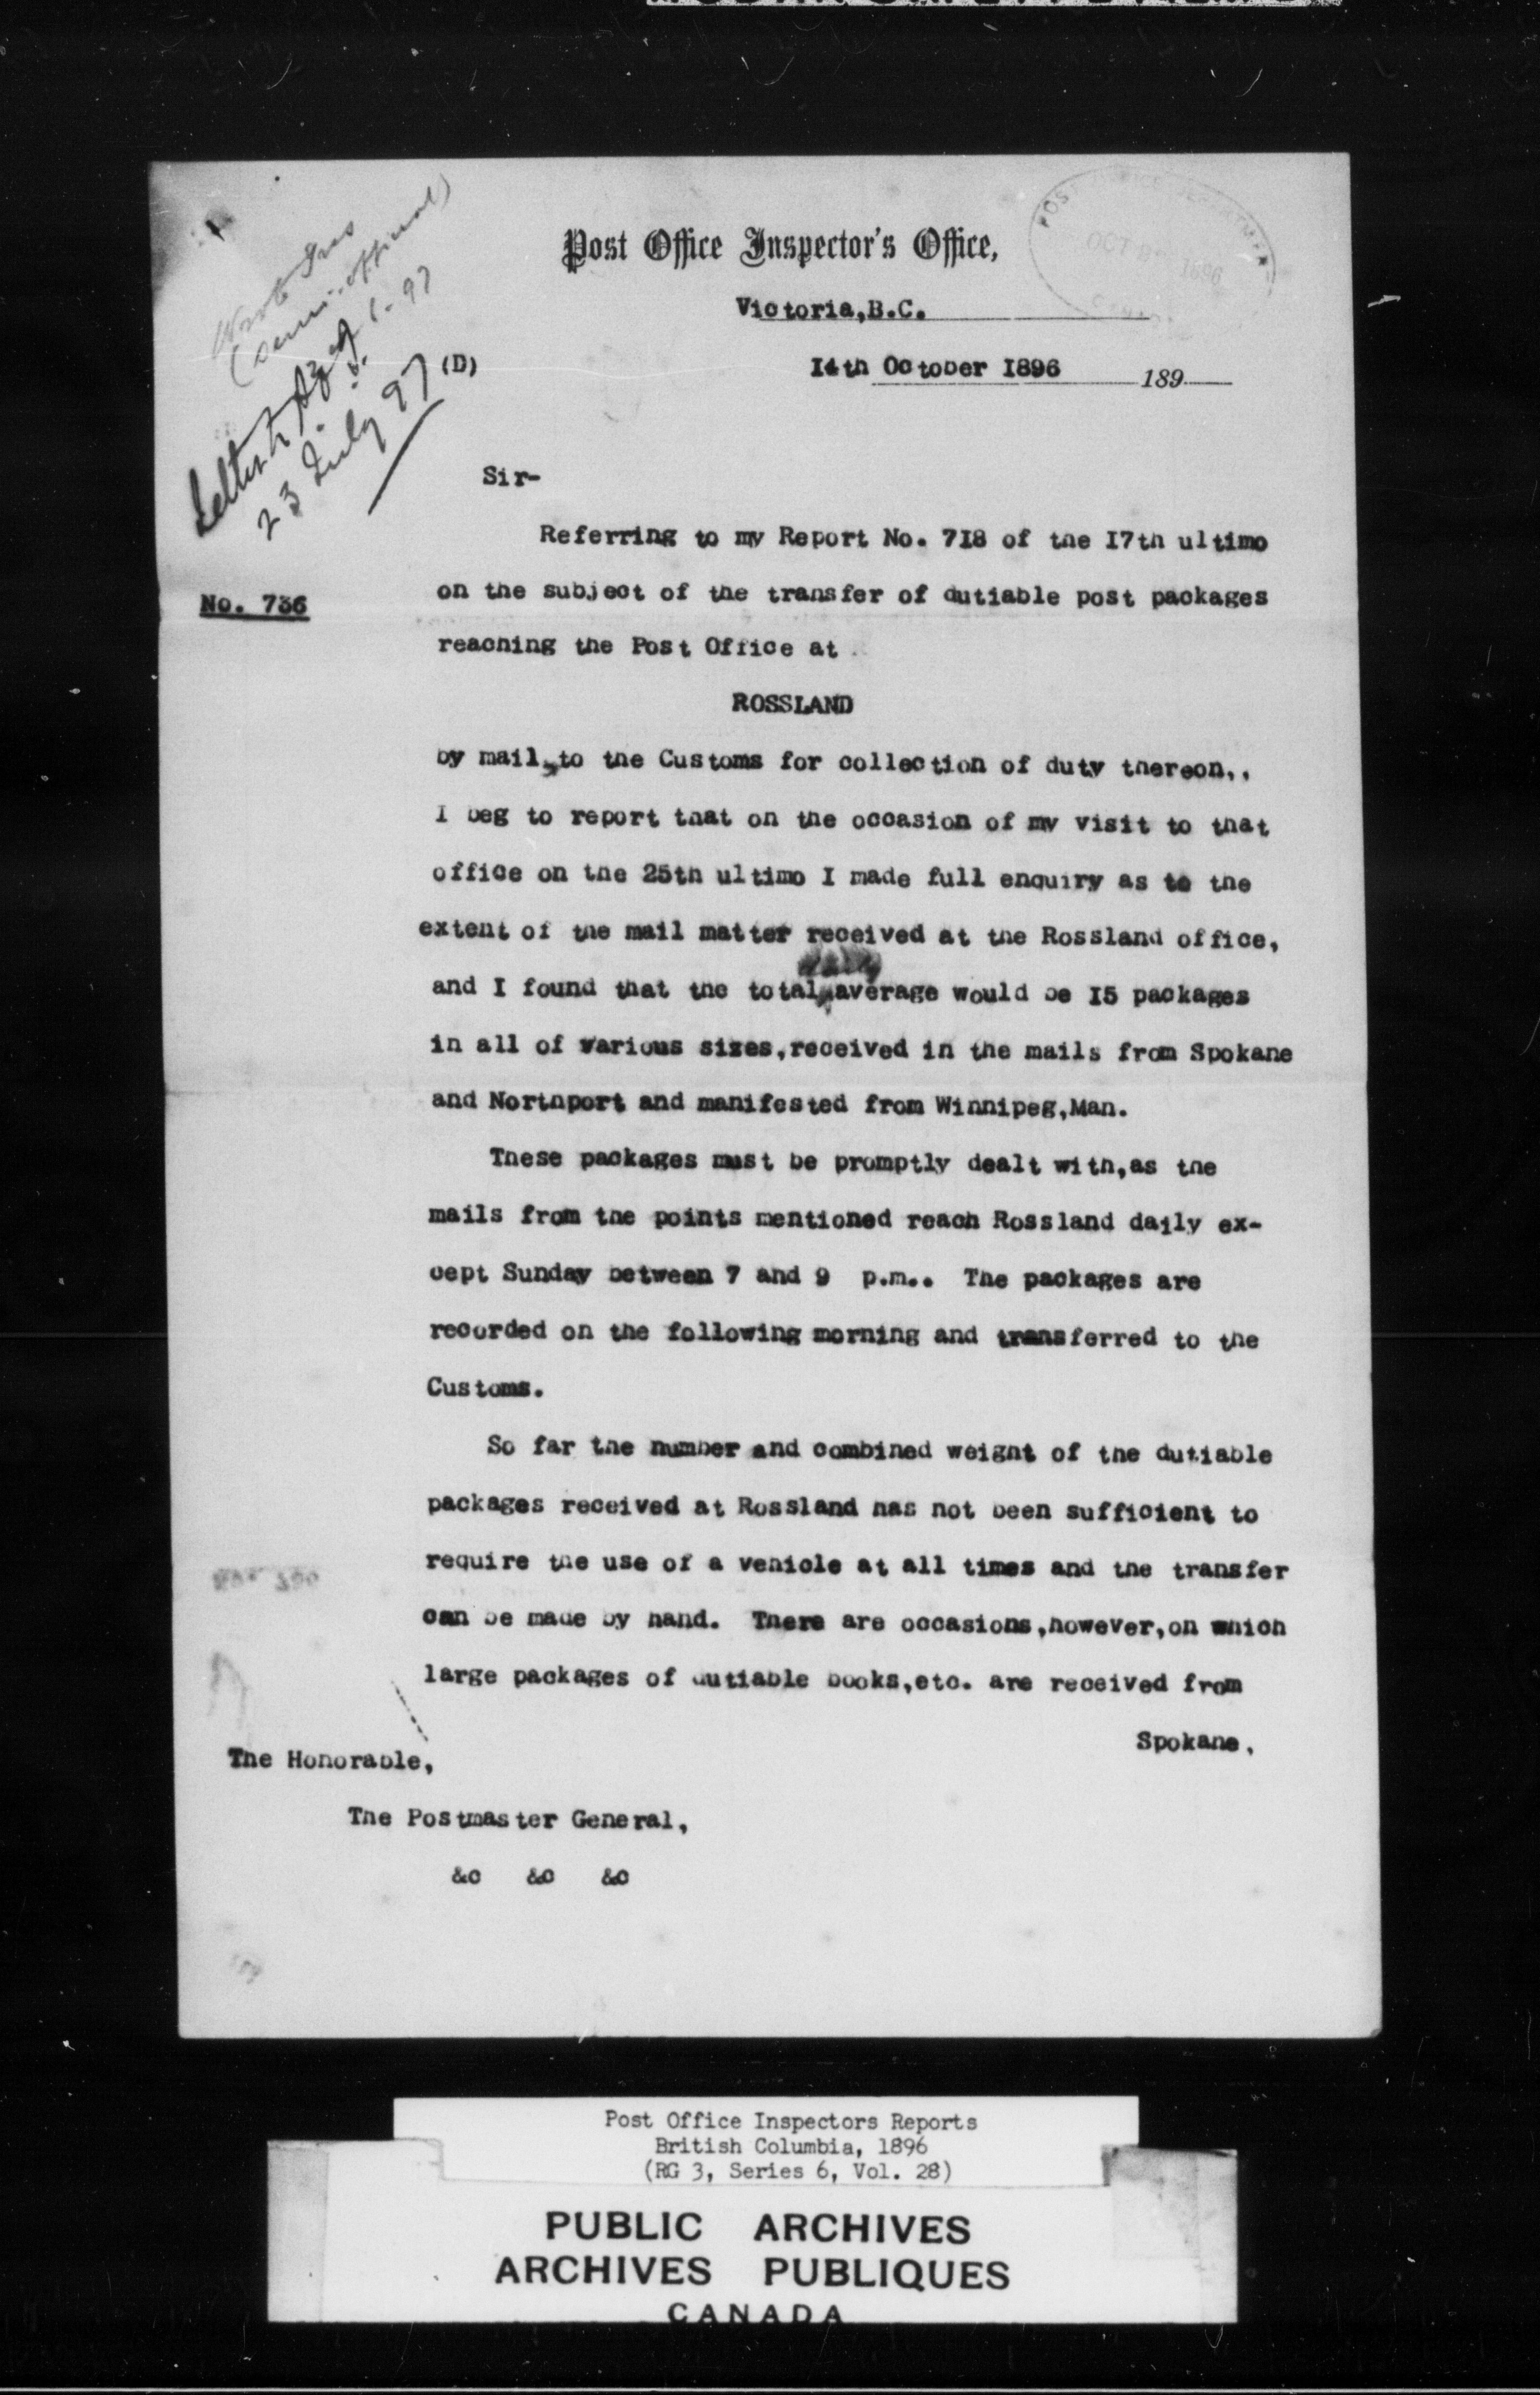 Post Office Inspector's Office,
Victoria,B.C.
14th October 1896 189
(semi-official)
23 July 97
(D)
Sir-
Referring to my Report No. 718 of the 17th ultimo
No. 736
on the subject of the transfer of dutiable post packages
reaching the Post Office at
ROSSLAND
by mail, to the Customs for collection of duty thereon,.
I beg to report that on the occasion of my visit to that
office on the 25th ultimo I made full enquiry as to the
extent of the mail matter received at the Rossland office,
daily
and I found that the total average would be 15 packages
in all of various sizes,received in the mails from Spokane
and Northport and manifested from Winnipeg,Man.
These packages must be promptly dealt with,as the
mails from the points mentioned reach Rossland daily ex-
cept Sunday between 7 and 9 p.m.. The packages are
recorded on the following morning and transferred to the
Customs.
So far the number and combined weight of the dutiable
packages received at Rossland has not been sufficient to
require the use of a vehicle at all times and the transfer
can be made by hand. There are occasions,however,on which
large packages of dutiable books,etc. are received from
Spokane,
The Honorable,
The Postmaster General,
&c &c &c
Post Office Inspectors Reports
British Columbia, 1896
(RG 3, Series 6, Vol. 28)
PUBLIC ARCHIVES
ARCHIVES PUBLIQUES
CANADA